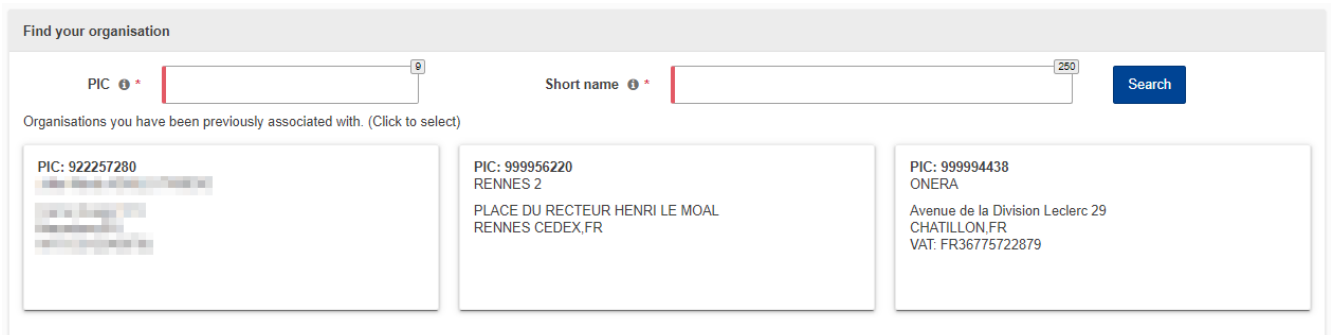 Find your organisation
PIC * 9 Short name * 250 Search
Organisations you have been previously associated with. (Click to select)
PIC: 922257280
PIC: 999956220
RENNES 2
PLACE DU RECTEUR HENRI LE MOAL
RENNES CEDEX,FR
PIC: 999994438
ONERA
Avenue de la Division Leclerc 29
CHATILLON,FR
VAT: FR36775722879